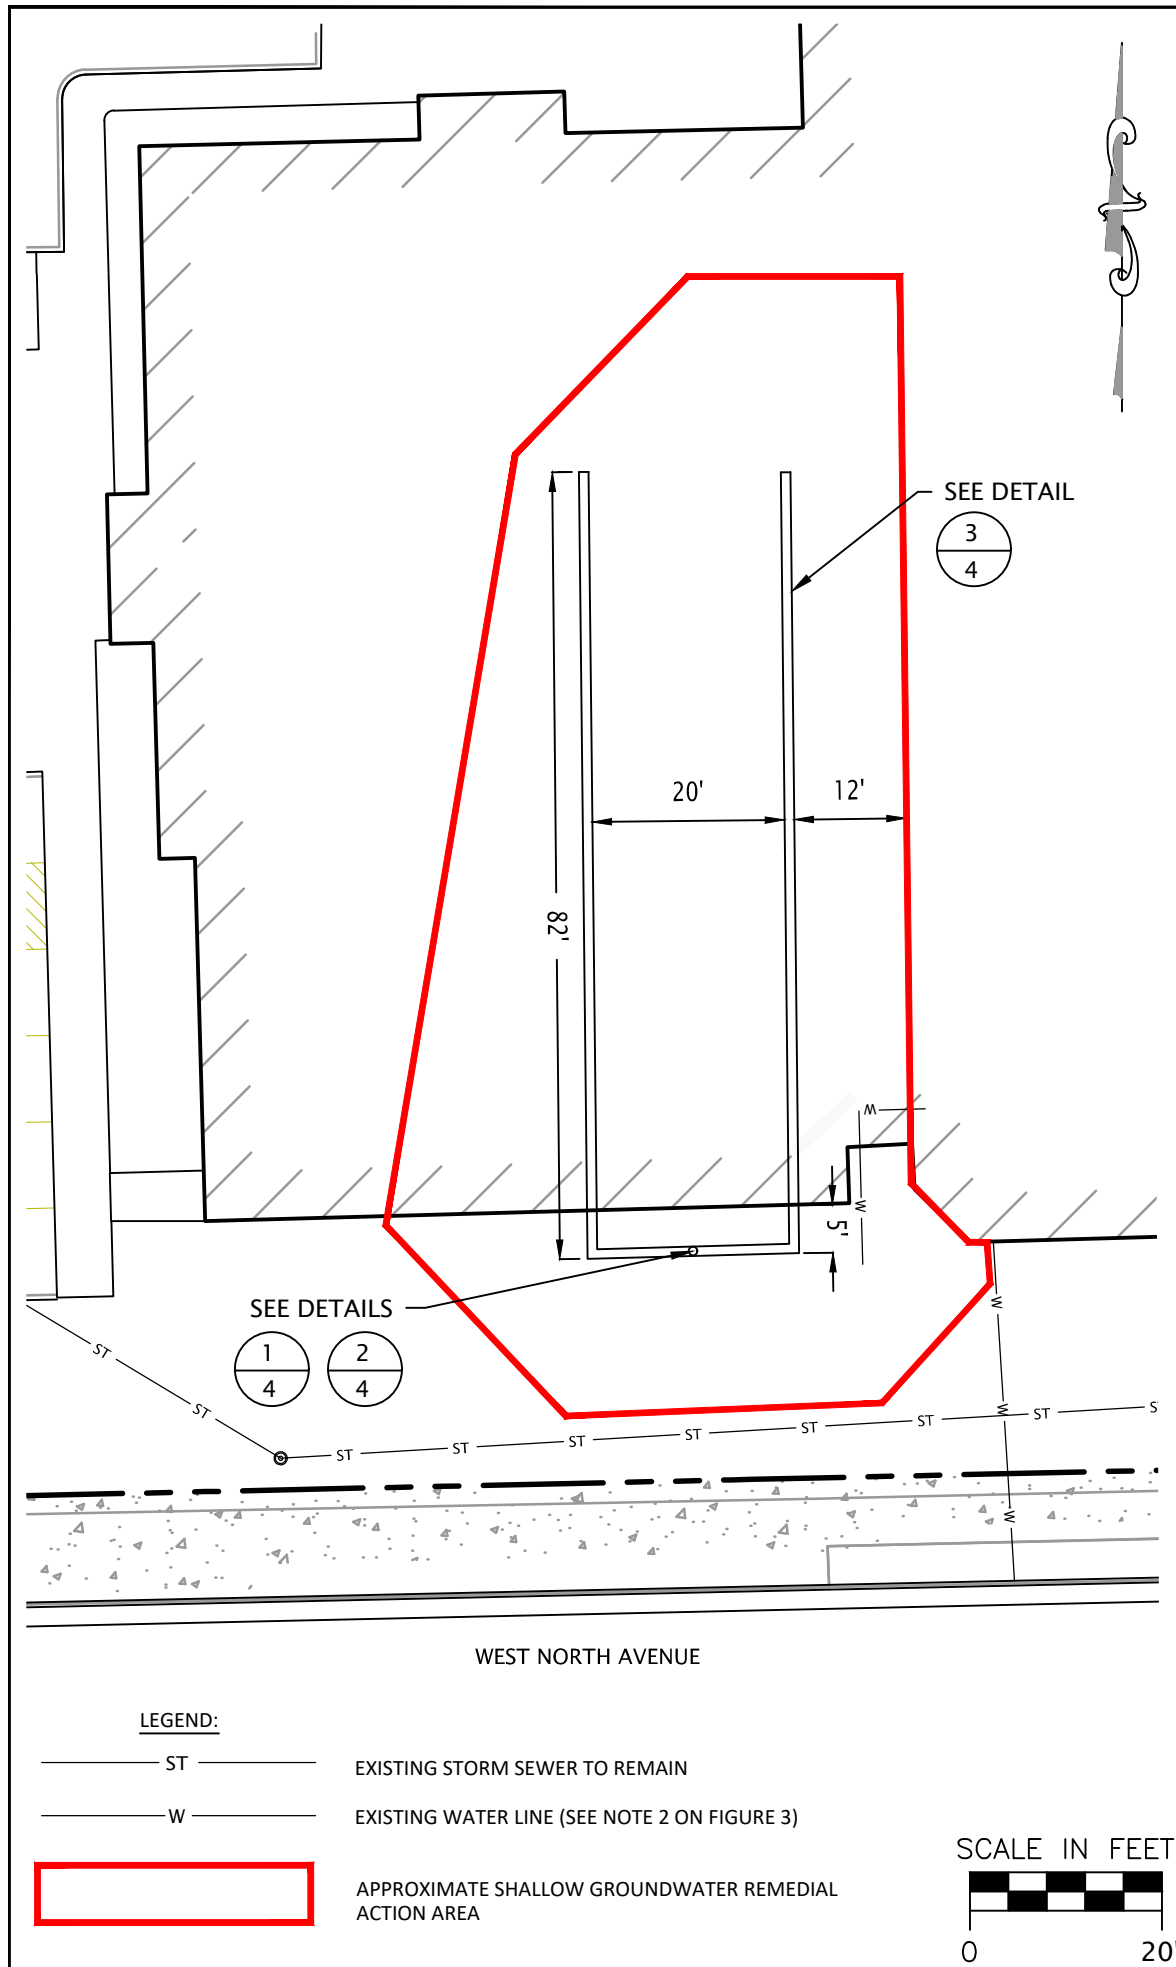 SEE DETAIL
3
4
20'
12'
82'
W
W
5'
SEE DETAILS
1
4
2
4
W
ST
ST
W
ST
ST
ST
ST
ST
ST
ST
S
W
WEST NORTH AVENUE
LEGEND:
ST
EXISTING STORM SEWER TO REMAIN
W
EXISTING WATER LINE (SEE NOTE 2 ON FIGURE 3)
APPROXIMATE SHALLOW GROUNDWATER REMEDIAL
ACTION AREA
SCALE IN FEET
0
20'